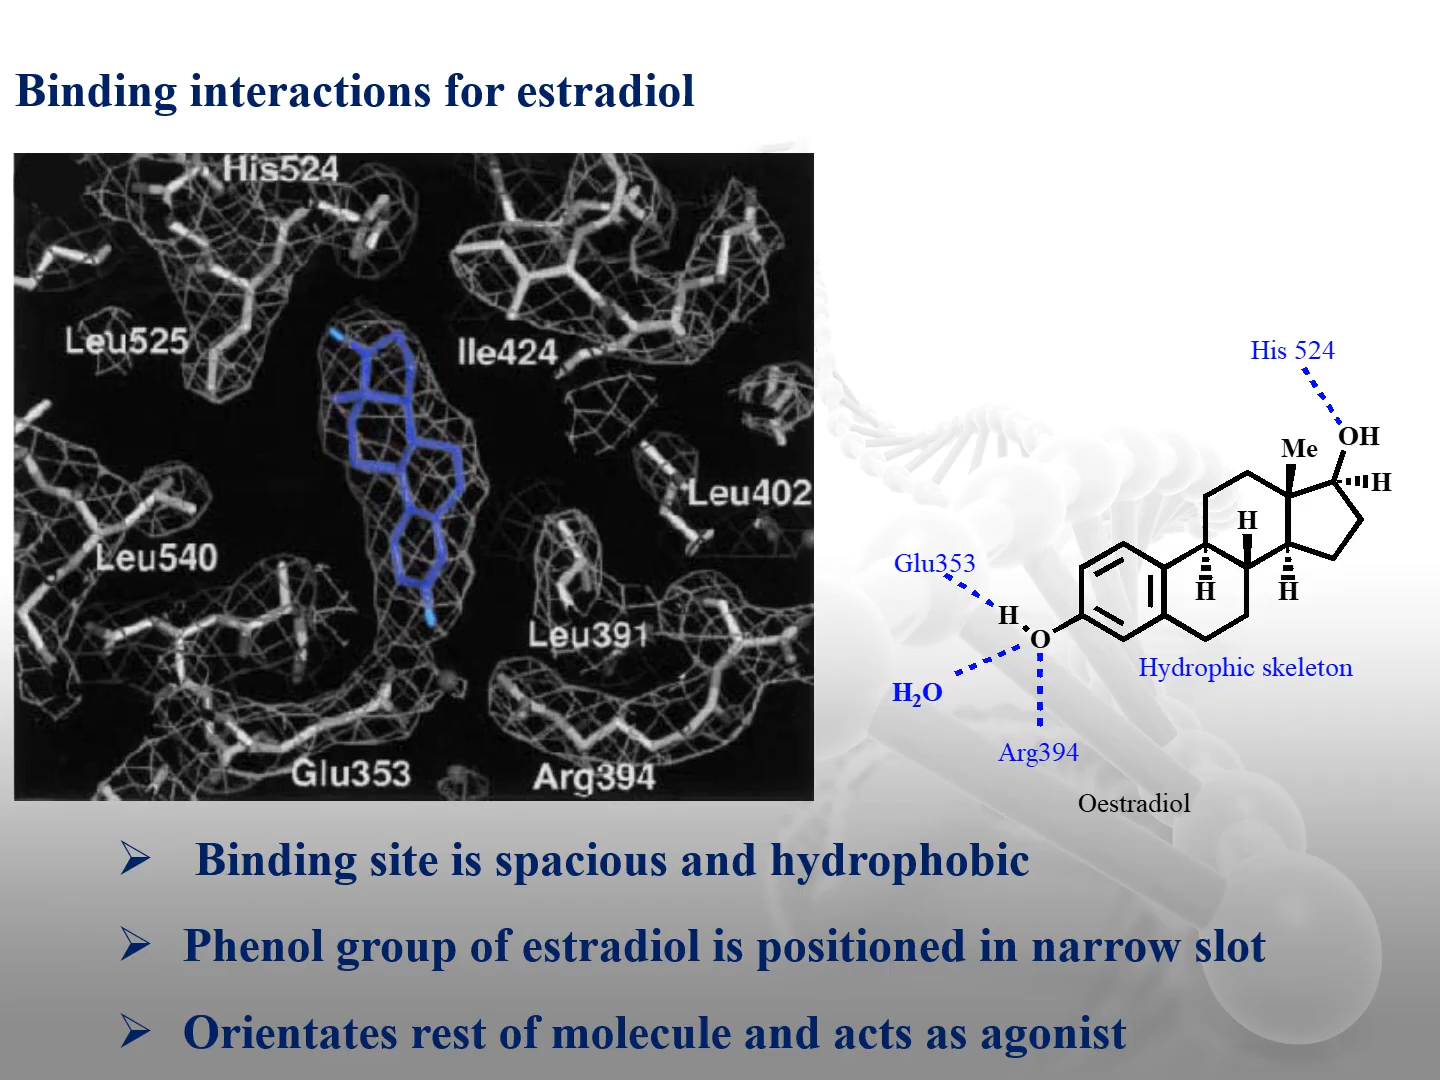 Binding interactions for estradiol
His524
Leu525
Ile424
Leu402
Leu540
Leu391
Glu353
Arg394
His 524
OH
Me
H
H
Glu353
H
H
H
O
Hydrophic skeleton
H₂O
Arg394
Oestradiol
➢ Binding site is spacious and hydrophobic
➢ Phenol group of estradiol is positioned in narrow slot
➢ Orientates rest of molecule and acts as agonist